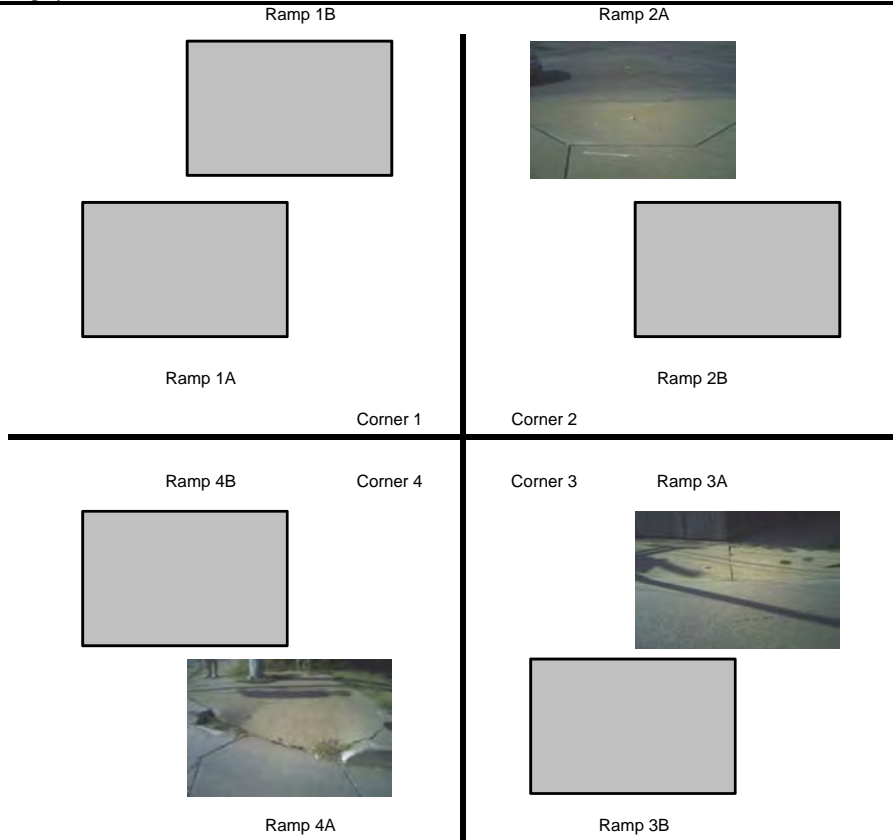 Ramp 1B Ramp 2A
Ramp 1A Ramp 2B
Corner 1 Corner 2
Ramp 4B Corner 4 Corner 3 Ramp 3A
Ramp 4A Ramp 3B